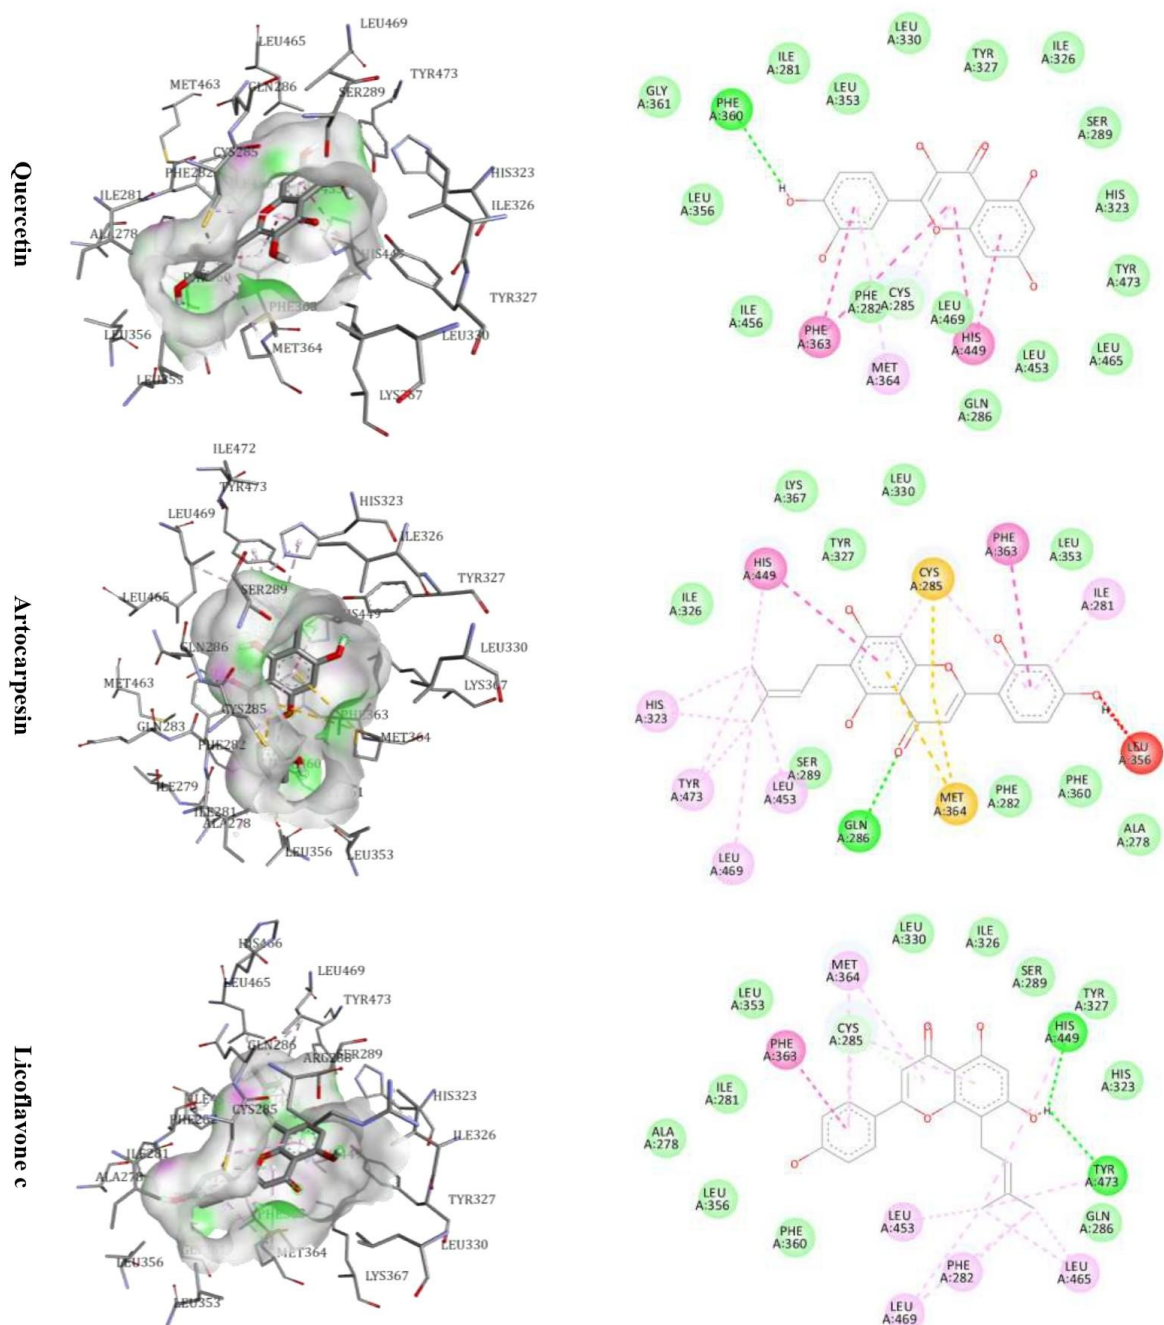 Quercetin
LEU469
LEU465
TYR473
MET463
GLN286
SER289
CYS285
PHE282
HIS323
ILE281
ILE326
ALA278
HIS449
TYR327
PHE363
LEU356
LEU330
MET364
LEU353
LYS367
LEU
A:330
ILE
A:281
TYR
A:327
ILE
A:326
GLY
A:361
PHE
A:360
LEU
A:353
SER
A:289
H
LEU
A:356
HIS
A:323
TYR
A:473
PHE
A:282
CYS
A:285
LEU
A:469
ILE
A:456
PHE
A:363
HIS
A:449
LEU
A:453
LEU
A:465
MET
A:364
GLN
A:286
Artocarpesin
ILE472
TYR473
HIS323
LEU469
ILE326
TYR327
SER289
LEU465
GLN286
LEU330
MET463
LYS367
CYS285
GLN283
PHE363
PHE282
MET364
ILE279
ILE281
ALA278
LEU356
LEU353
LYS
A:367
LEU
A:330
TYR
A:327
PHE
A:363
LEU
A:353
HIS
A:449
CYS
A:285
ILE
A:281
ILE
A:326
HIS
A:323
H
LEU
A:356
SER
A:289
TYR
A:473
LEU
A:453
PHE
A:282
PHE
A:360
MET
A:364
GLN
A:286
ALA
A:278
LEU
A:469
Licoflavone c
HIS466
LEU465
LEU469
TYR473
GLN286
SER289
CYS285
HIS323
ILE281
ILE326
ALA278
TYR327
LEU330
MET364
LEU356
LYS367
LEU353
LEU
A:330
ILE
A:326
MET
A:364
SER
A:289
LEU
A:353
TYR
A:327
CYS
A:285
HIS
A:449
PHE
A:363
HIS
A:323
ILE
A:281
H
ALA
A:278
TYR
A:473
LEU
A:356
LEU
A:453
GLN
A:286
PHE
A:360
PHE
A:282
LEU
A:465
LEU
A:469